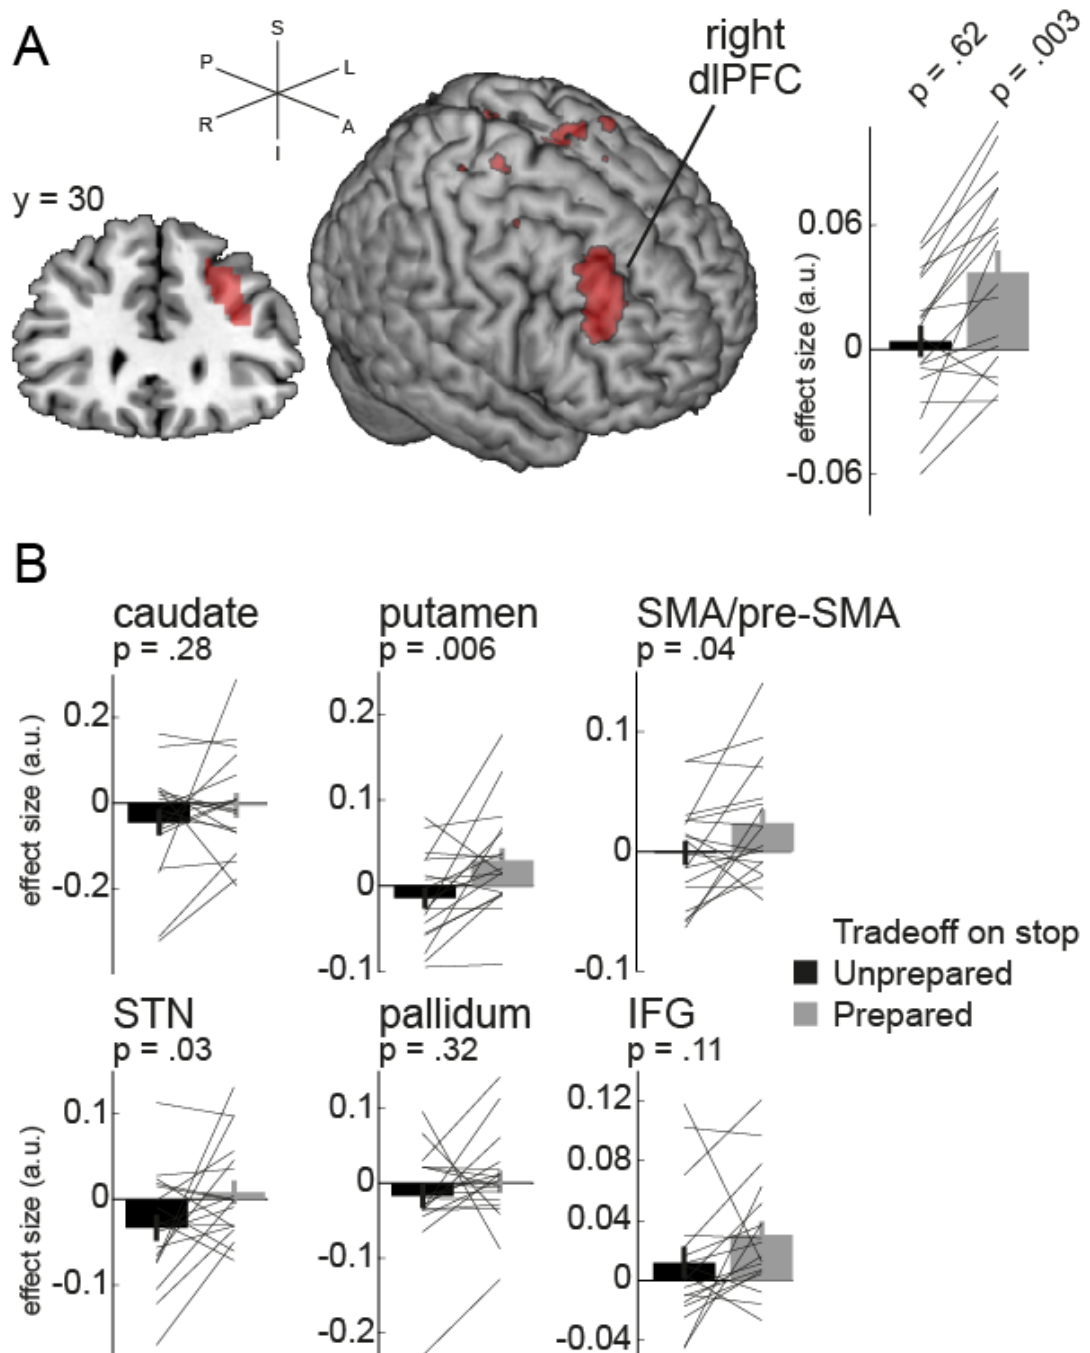 A
S
P
L
R
A
I
y = 30
right
dlPFC
p = .62
p = .003
effect size (a.u.)
0.06
0
-0.06
B
caudate
p = .28
effect size (a.u.)
0.2
0
-0.2
putamen
p = .006
0.2
0.1
0
-0.1
SMA/pre-SMA
p = .04
0.1
0
-0.1
Tradeoff on stop
Unprepared
Prepared
STN
p = .03
effect size (a.u.)
0.1
0
-0.1
pallidum
p = .32
0.1
0
-0.1
-0.2
IFG
p = .11
0.12
0.08
0.04
0
-0.04